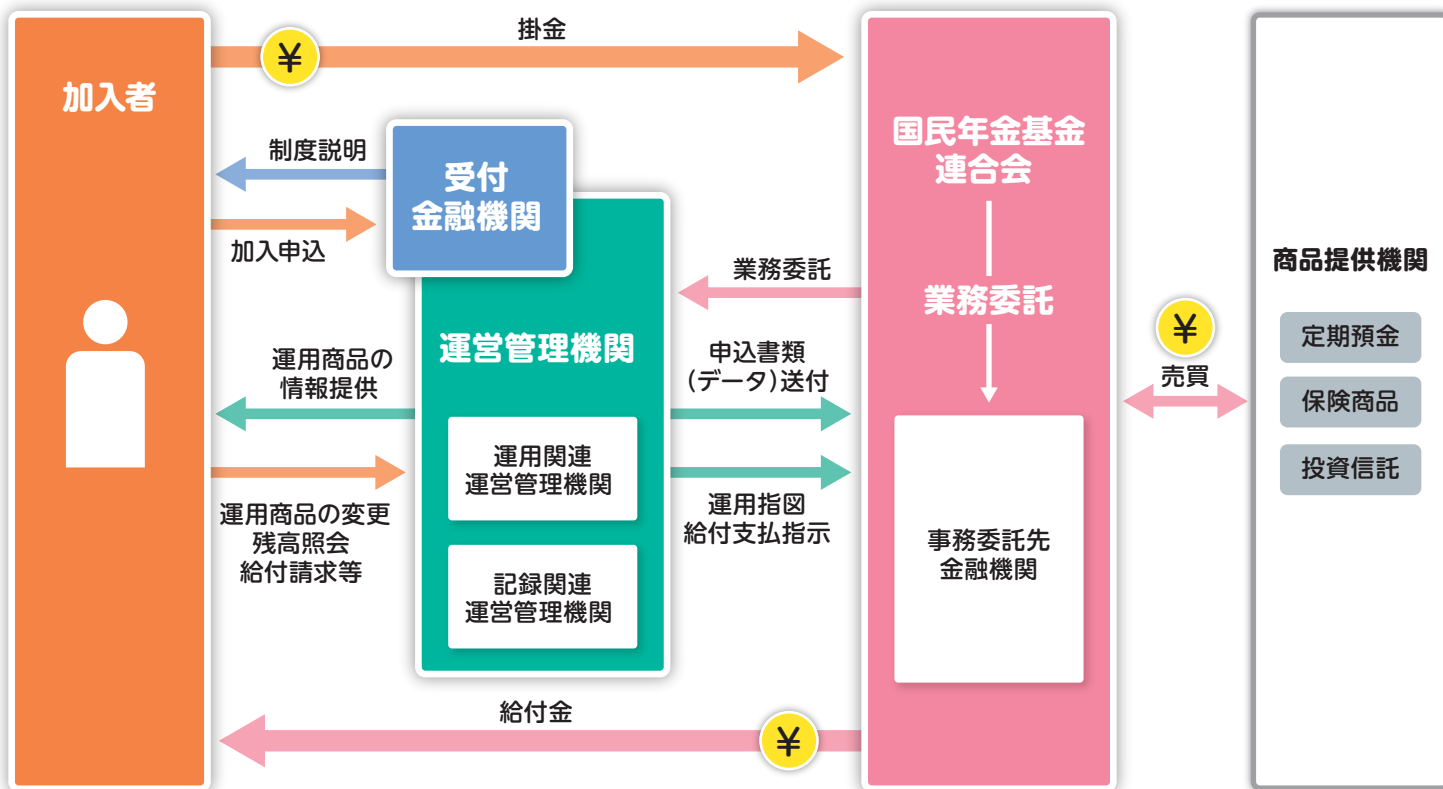 掛金
¥
加入者
国民年金基金
連合会
制度説明
受付
金融機関
加入申込
業務委託
業務委託
商品提供機関
運営管理機関
¥
売買
定期預金
保険商品
投資信託
運用商品の
情報提供
申込書類
(データ)送付
運用関連
運営管理機関
運用商品の変更
残高照会
給付請求等
運用指図
給付支払指示
事務委託先
金融機関
記録関連
運営管理機関
給付金
¥